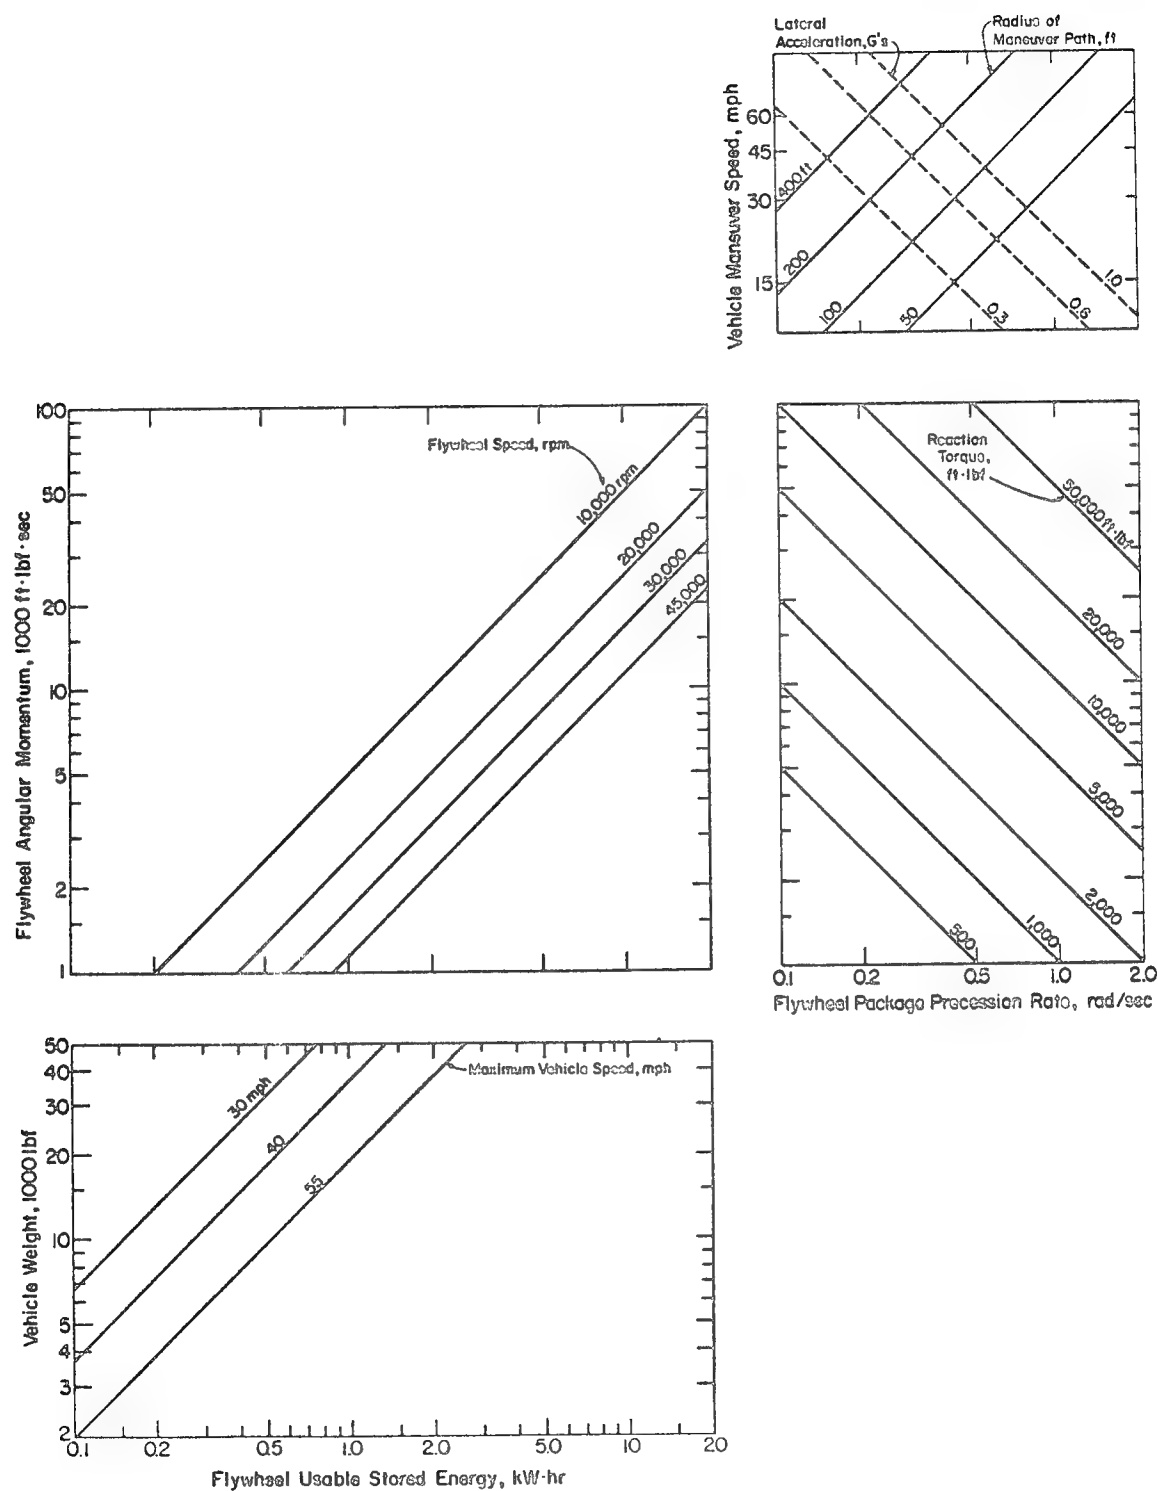 Lateral
Acceleration, G's
Radius of
Maneuver Path, ft
Vehicle Maneuver Speed, mph
60
45
30
15
400 ft
200
100
50
0.3
0.6
1.0
Flywheel Angular Momentum, 1000 ft·lbf·sec
100
50
20
10
5
2
1
Flywheel Speed, rpm
10,000 rpm
20,000
30,000
45,000
Reaction
Torque,
ft·lbf
50,000 ft·lbf
20,000
10,000
5,000
2,000
1,000
500
0.1 0.2 0.5 1.0 2.0
Flywheel Package Precession Rate, rad/sec
Vehicle Weight, 1000 lbf
50
40
30
20
10
5
4
3
2
30 mph
40
55
Maximum Vehicle Speed, mph
0.1 0.2 0.5 1.0 2.0 5.0 10 20
Flywheel Usable Stored Energy, kW-hr